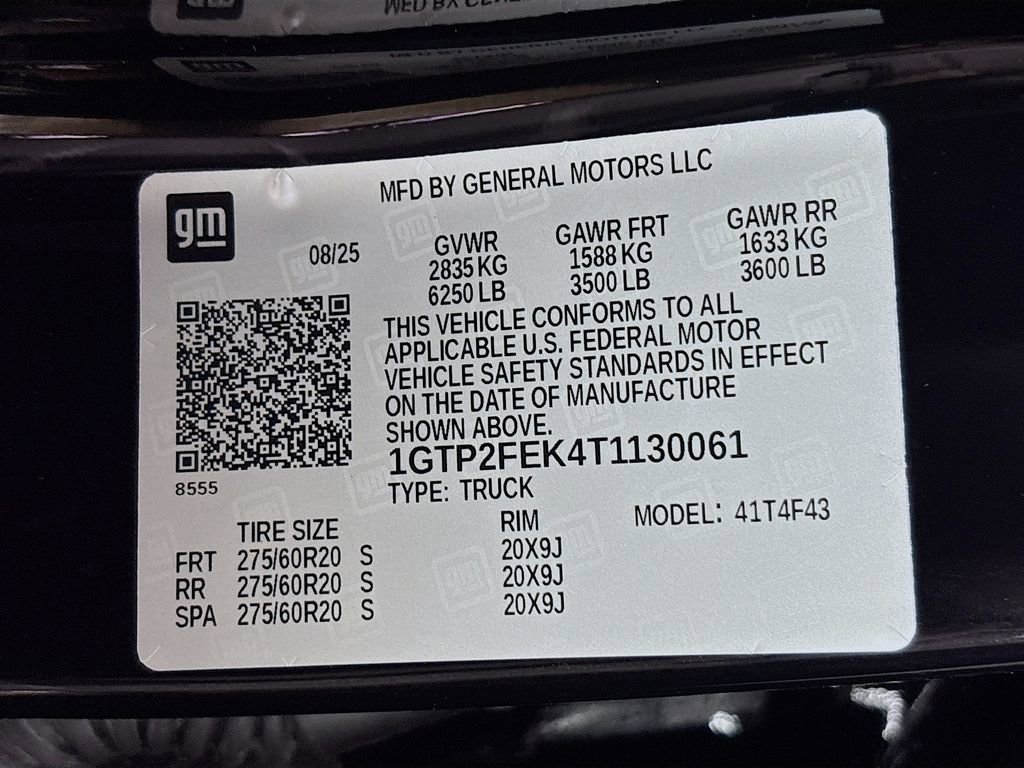 MFD BY GENERAL MOTORS LLC
gm
08/25
GVWR GAWR FRT GAWR RR
2835 KG 1588 KG 1633 KG
6250 LB 3500 LB 3600 LB
THIS VEHICLE CONFORMS TO ALL
APPLICABLE U.S. FEDERAL MOTOR
VEHICLE SAFETY STANDARDS IN EFFECT
ON THE DATE OF MANUFACTURE
SHOWN ABOVE.
1GTP2FEK4T1130061
8555
TYPE: TRUCK
MODEL: 41T4F43
TIRE SIZE RIM
FRT 275/60R20 S 20X9J
RR 275/60R20 S 20X9J
SPA 275/60R20 S 20X9J